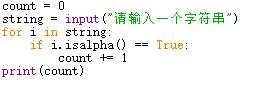 count = 0
string = input("请输入一个字符串")
for i in string:
    if i.isalpha() == True:
        count += 1
print(count)